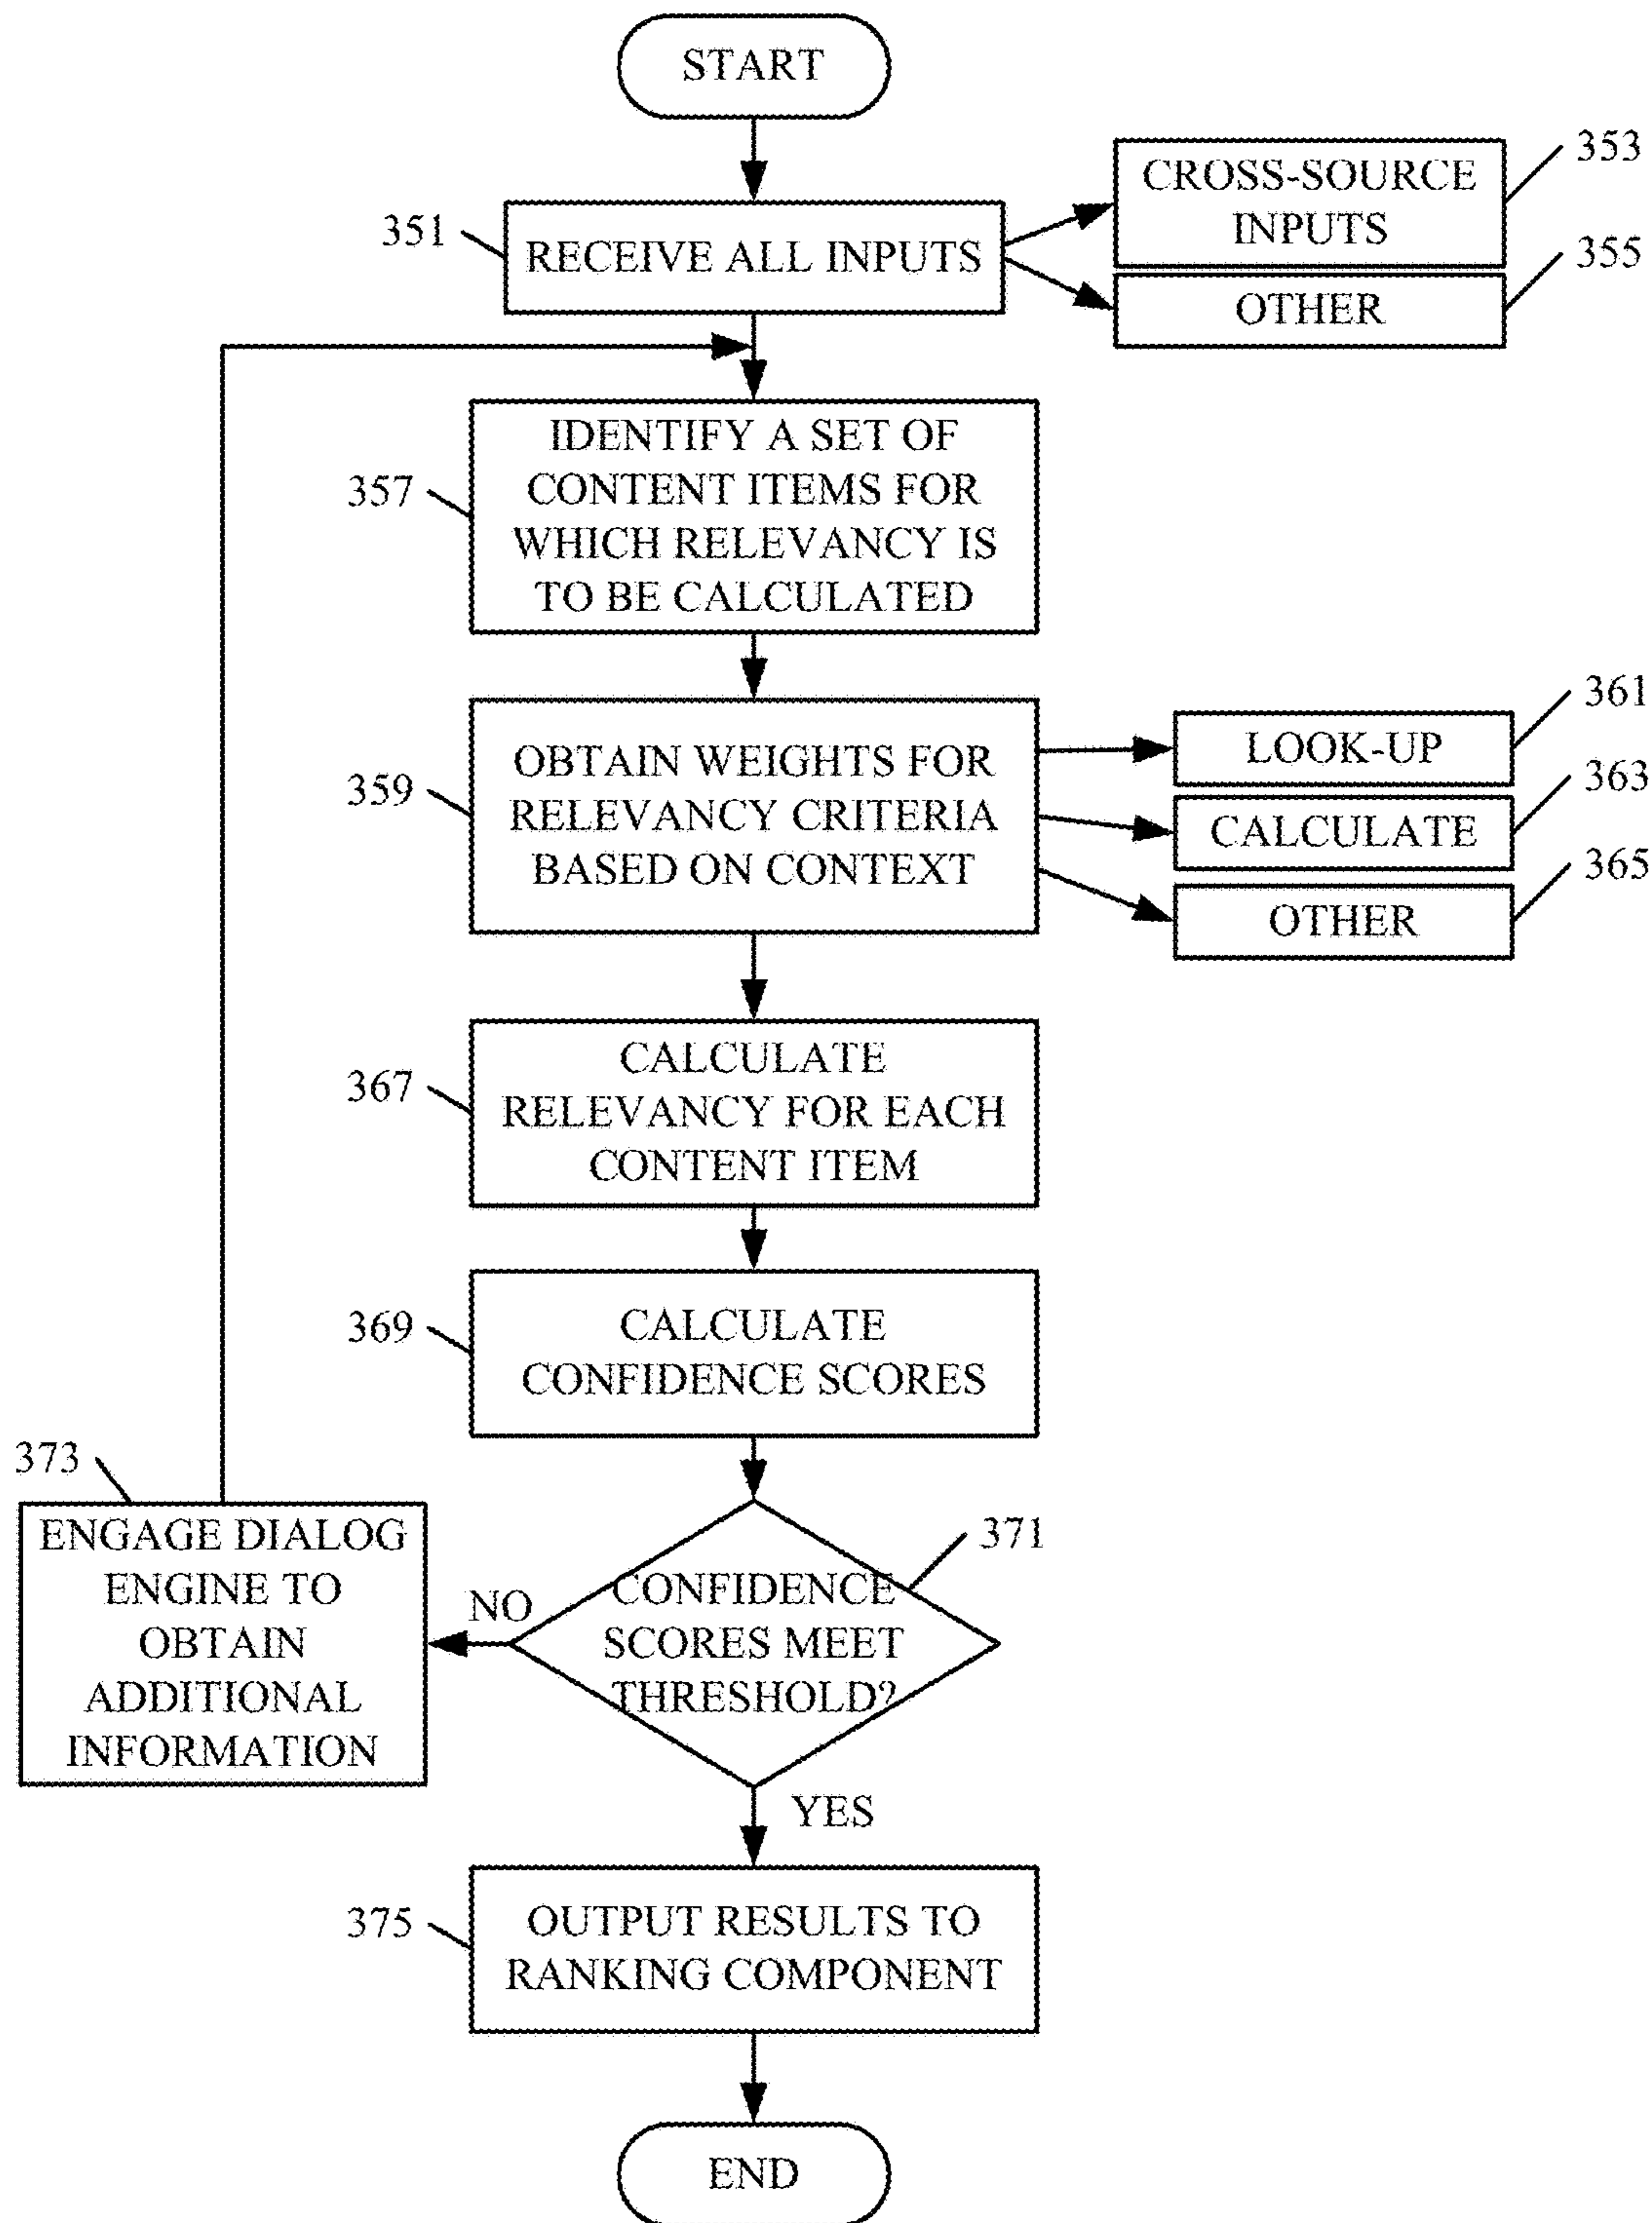 START
351
RECEIVE ALL INPUTS
CROSS-SOURCE
INPUTS
353
OTHER
355
357
IDENTIFY A SET OF
CONTENT ITEMS FOR
WHICH RELEVANCY IS
TO BE CALCULATED
359
OBTAIN WEIGHTS FOR
RELEVANCY CRITERIA
BASED ON CONTEXT
LOOK-UP
361
CALCULATE
363
OTHER
365
367
CALCULATE
RELEVANCY FOR EACH
CONTENT ITEM
369
CALCULATE
CONFIDENCE SCORES
371
CONFIDENCE
SCORES MEET
THRESHOLD?
NO
373
ENGAGE DIALOG
ENGINE TO
OBTAIN
ADDITIONAL
INFORMATION
YES
375
OUTPUT RESULTS TO
RANKING COMPONENT
END